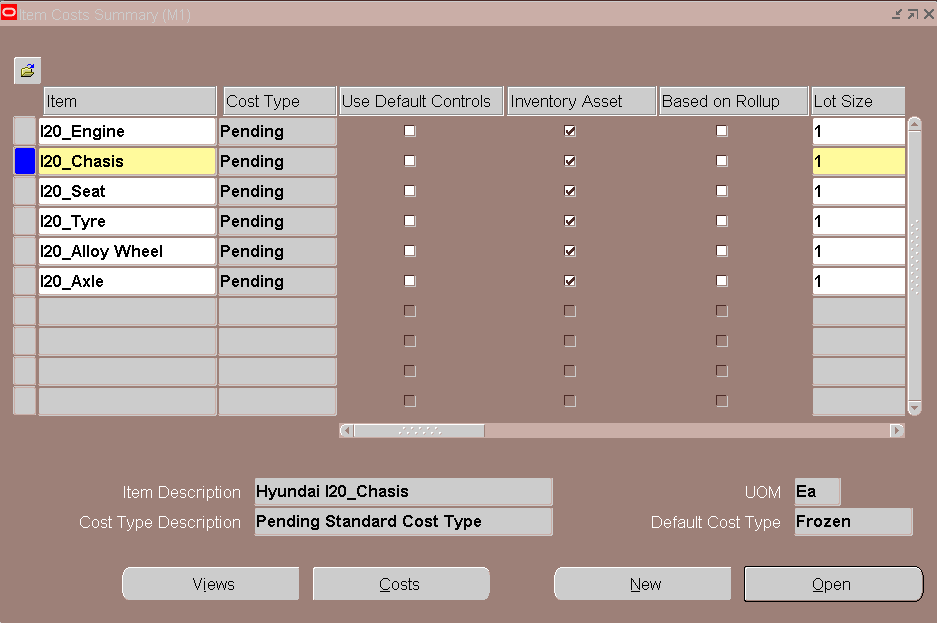 Item Costs Summary (M1)
Item Cost Type Use Default Controls Inventory Asset Based on Rollup Lot Size
I20_Engine Pending 1
I20_Chasis Pending 1
I20_Seat Pending 1
I20_Tyre Pending 1
I20_Alloy Wheel Pending 1
I20_Axle Pending 1
Item Description Hyundai I20_Chasis UOM Ea
Cost Type Description Pending Standard Cost Type Default Cost Type Frozen
Views Costs New Open